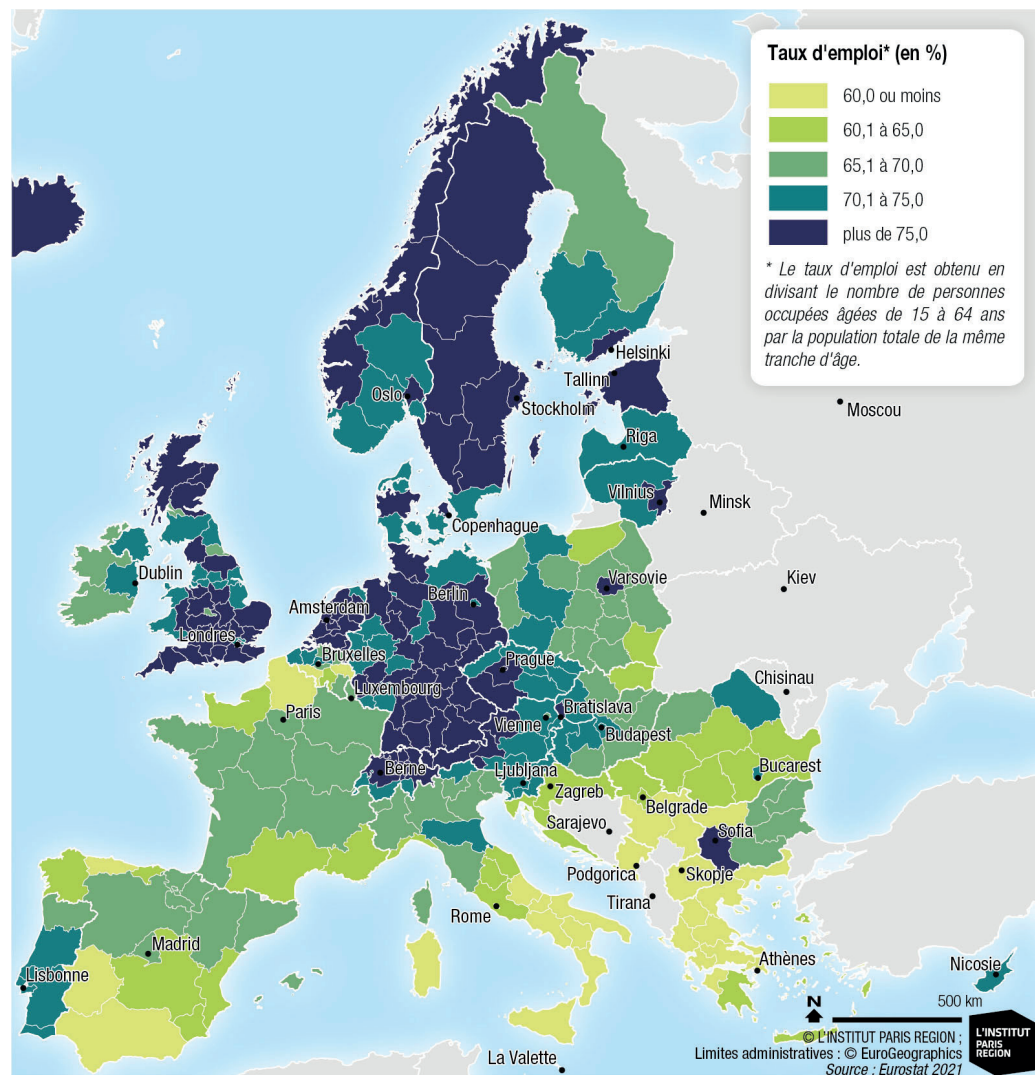 Taux d'emploi* (en %)
60,0 ou moins
60,1 à 65,0
65,1 à 70,0
70,1 à 75,0
plus de 75,0
* Le taux d'emploi est obtenu en
divisant le nombre de personnes
occupées âgées de 15 à 64 ans
par la population totale de la même
tranche d'âge.
Helsinki
Tallinn
Oslo
Stockholm
Moscou
Riga
Vilnius
Minsk
Copenhague
Dublin
Varsovie
Kiev
Amsterdam
Berlin
Londres
Bruxelles
Prague
Luxembourg
Chisinau
Paris
Bratislava
Vienne
Budapest
Berne
Ljubljana
Bucarest
Zagreb
Belgrade
Sarajevo
Sofia
Podgorica
Skopje
Tirana
Rome
Madrid
Athènes
Nicosie
Lisbonne
N
500 km
© L'INSTITUT PARIS REGION ;
Limites administratives : © EuroGeographics
Source : Eurostat 2021
L'INSTITUT
PARIS
REGION
La Valette